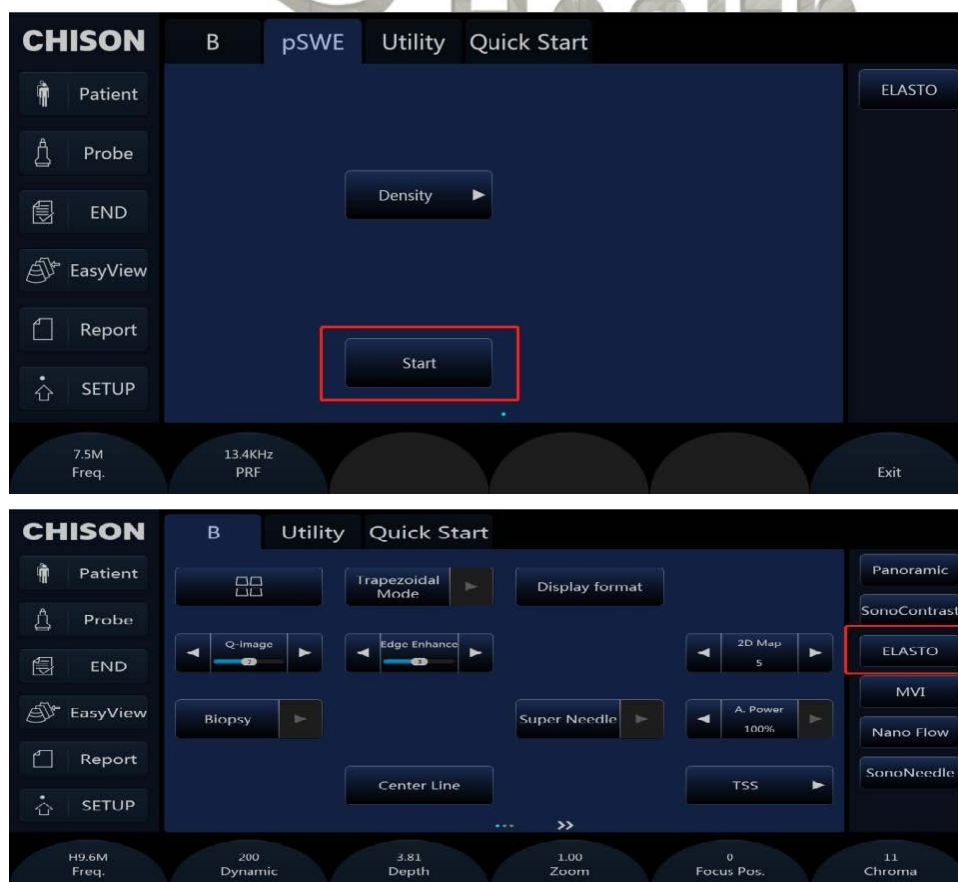 Health
CHISON
B pSWE Utility Quick Start
Patient
ELASTO
Probe
Density
END
EasyView
Report
Start
SETUP
7.5M
Freq.
13.4KHz
PRF
Exit
CHISON
B Utility Quick Start
Patient
Trapezoidal
Mode
Display format
Panoramic
Probe
SonoContrast
Q-image
2
Edge Enhance
3
2D Map
5
ELASTO
END
MVI
EasyView
Biopsy
Super Needle
A. Power
100%
Nano Flow
Report
Center Line
TSS
SonoNeedle
SETUP
H9.6M
Freq.
200
Dynamic
3.81
Depth
1.00
Zoom
0
Focus Pos.
11
Chroma